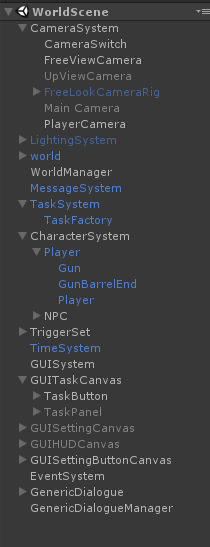 WorldScene
CameraSystem
CameraSwitch
FreeViewCamera
UpViewCamera
FreeLookCameraRig
Main Camera
PlayerCamera
LightingSystem
world
WorldManager
MessageSystem
TaskSystem
TaskFactory
CharacterSystem
Player
Gun
GunBarrelEnd
Player
NPC
TriggerSet
TimeSystem
GUISystem
GUITaskCanvas
TaskButton
TaskPanel
GUISettingCanvas
GUIHUDCanvas
GUISettingButtonCanvas
EventSystem
GenericDialogue
GenericDialogueManager